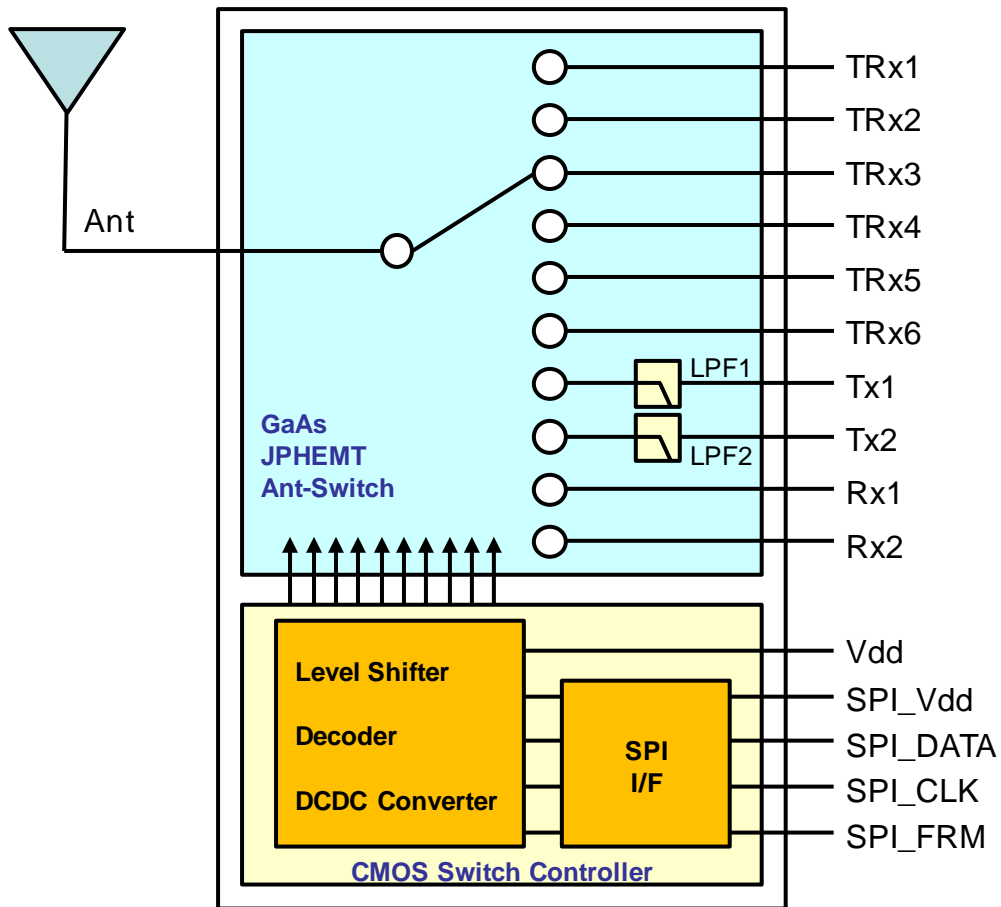 TRx1
TRx2
TRx3
Ant
TRx4
TRx5
TRx6
LPF1
Tx1
GaAs
JPHEMT
Ant-Switch
Tx2
LPF2
Rx1
Rx2
Vdd
Level Shifter
SPI_Vdd
Decoder
SPI
I/F
SPI_DATA
DCDC Converter
SPI_CLK
SPI_FRM
CMOS Switch Controller